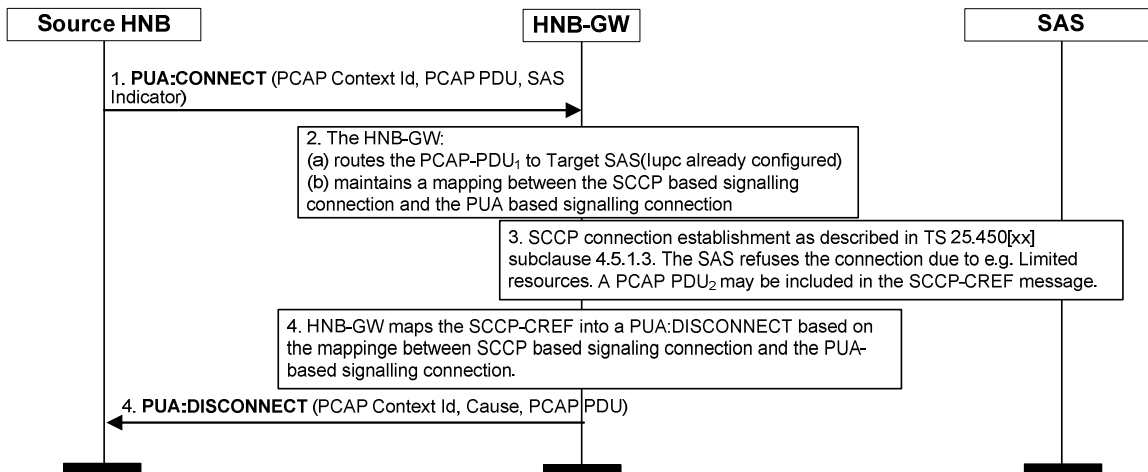 Source HNB
HNB-GW
SAS
1. PUA:CONNECT (PCAP Context Id, PCAP PDU, SAS
Indicator)
2. The HNB-GW:
(a) routes the PCAP-PDU₁ to Target SAS(Iupc already configured)
(b) maintains a mapping between the SCCP based signalling
connection and the PUA based signalling connection
3. SCCP connection establishment as described in TS 25.450[xx]
subclause 4.5.1.3. The SAS refuses the connection due to e.g. Limited
resources. A PCAP PDU₂ may be included in the SCCP-CREF message.
4. HNB-GW maps the SCCP-CREF into a PUA:DISCONNECT based on
the mappinge between SCCP based signaling connection and the PUA-
based signalling connection.
4. PUA:DISCONNECT (PCAP Context Id, Cause, PCAP PDU)